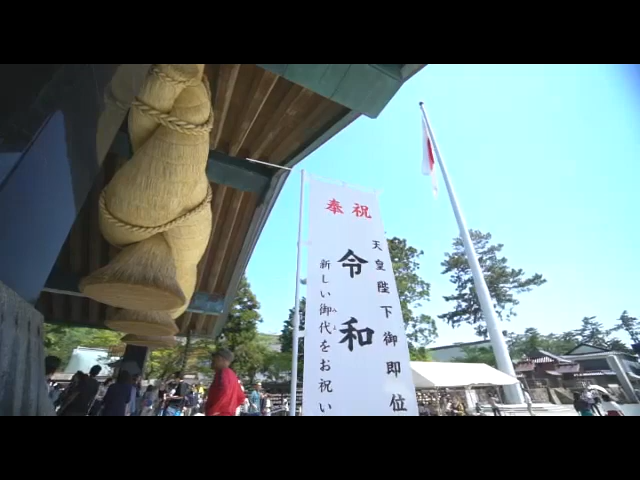 奉祝
天皇陛下御即位
令和
新しい御代をお祝い